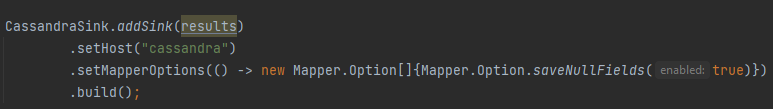 CassandraSink.addSink(results)
.setHost("cassandra")
.setMapperOptions(() -> new Mapper.Option[]{Mapper.Option.saveNullFields( enabled: true)})
.build();